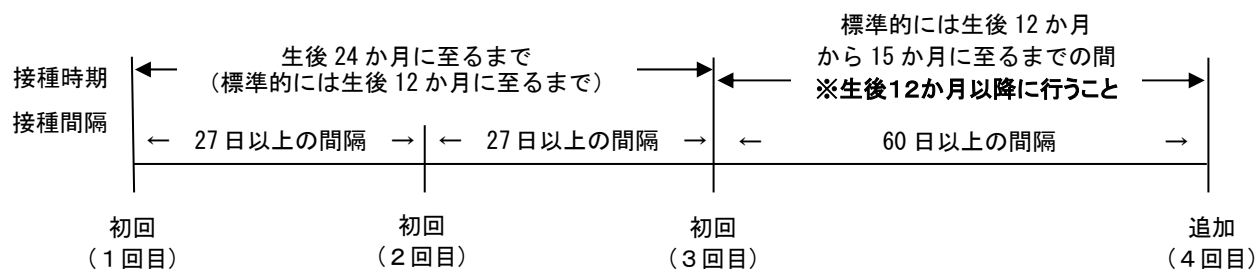 標準的には生後 12 か月
から 15 か月に至るまでの間
※生後12か月以降に行うこと
生後 24 か月に至るまで
(標準的には生後 12 か月に至るまで)
接種時期
接種間隔
← 27 日以上の間隔 → ← 27 日以上の間隔 → ← 60 日以上の間隔 →
初回 初回 初回 追加
(1回目) (2回目) (3回目) (4回目)